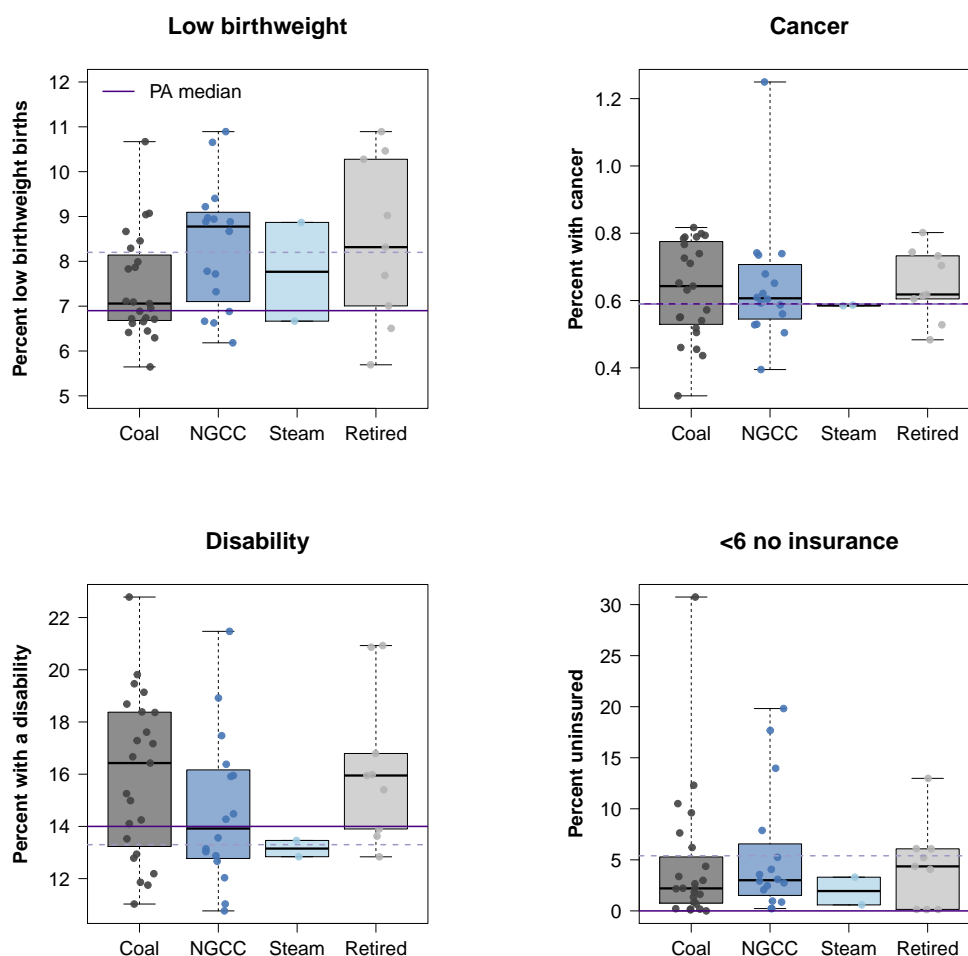 Low birthweight
Percent low birthweight births
12
11
10
9
8
7
6
5
PA median
Coal NGCC Steam Retired
Cancer
Percent with cancer
1.2
1.0
0.8
0.6
0.4
Coal NGCC Steam Retired
Disability
Percent with a disability
22
20
18
16
14
12
Coal NGCC Steam Retired
<6 no insurance
Percent uninsured
30
25
20
15
10
5
0
Coal NGCC Steam Retired